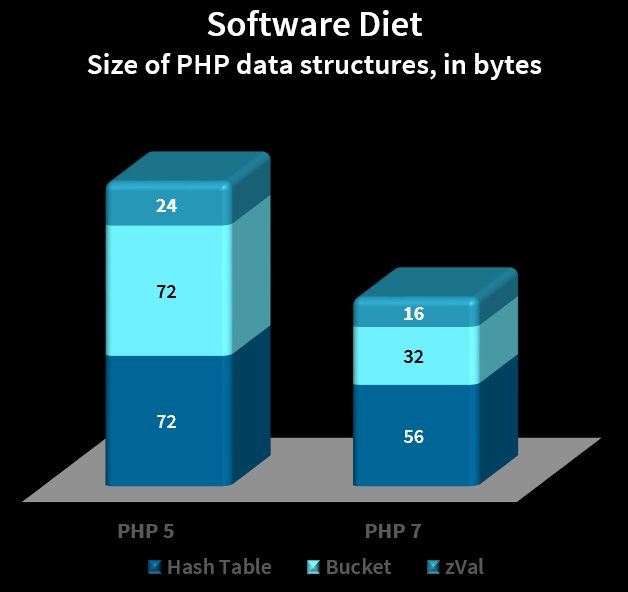 Software Diet
Size of PHP data structures, in bytes
24
72
72
16
32
56
PHP 5
PHP 7
Hash Table
Bucket
zVal